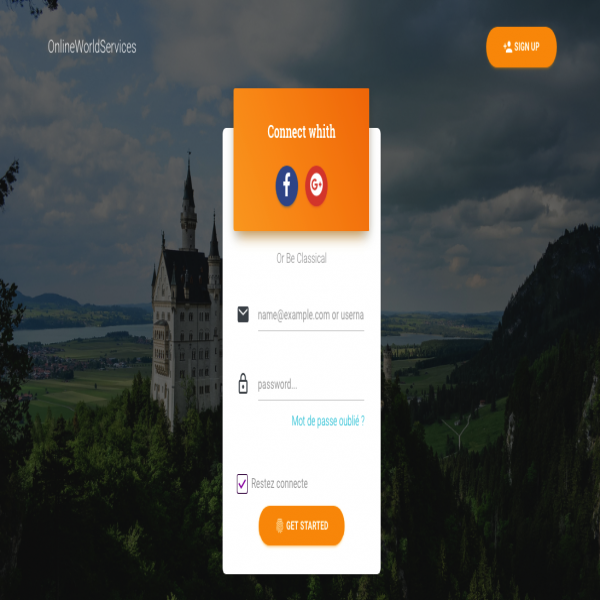 OnlineWorldServices
SIGN UP
Connect whith
Or Be Classical
name@example.com or userna
password...
Mot de passe oublié ?
Restez connecte
GET STARTED